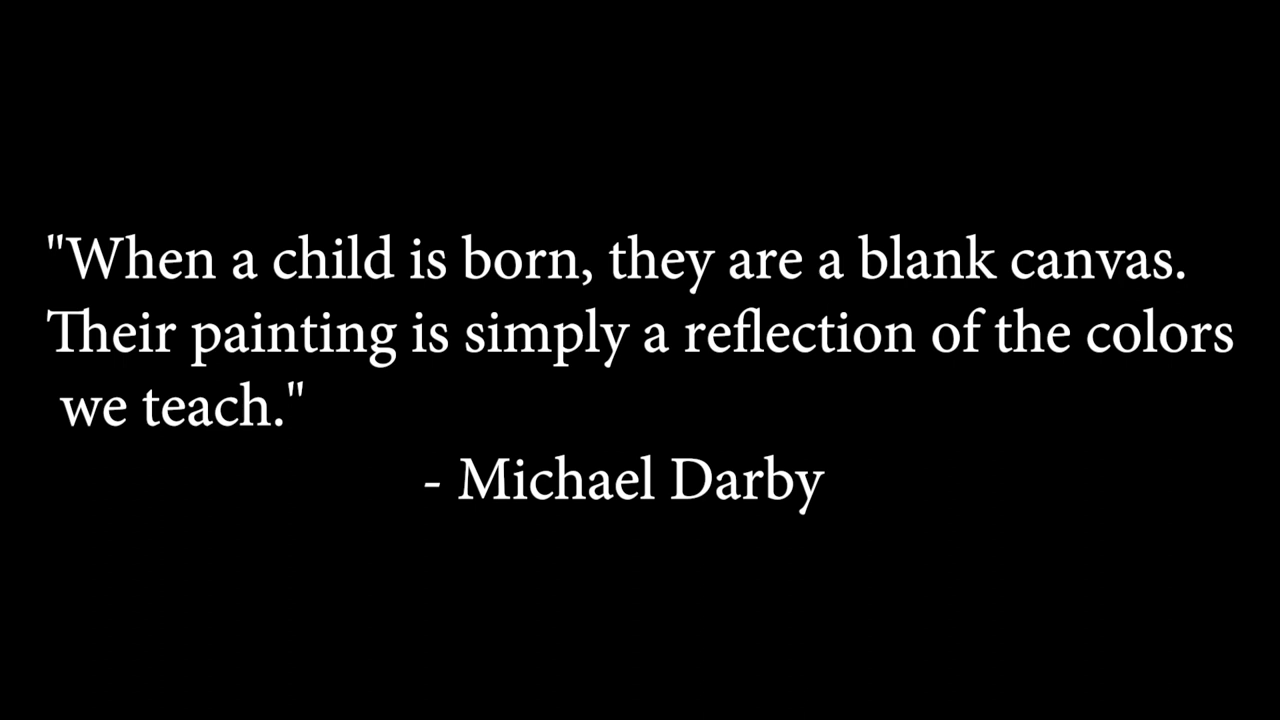 "When a child is born, they are a blank canvas.
Their painting is simply a reflection of the colors
we teach."
- Michael Darby